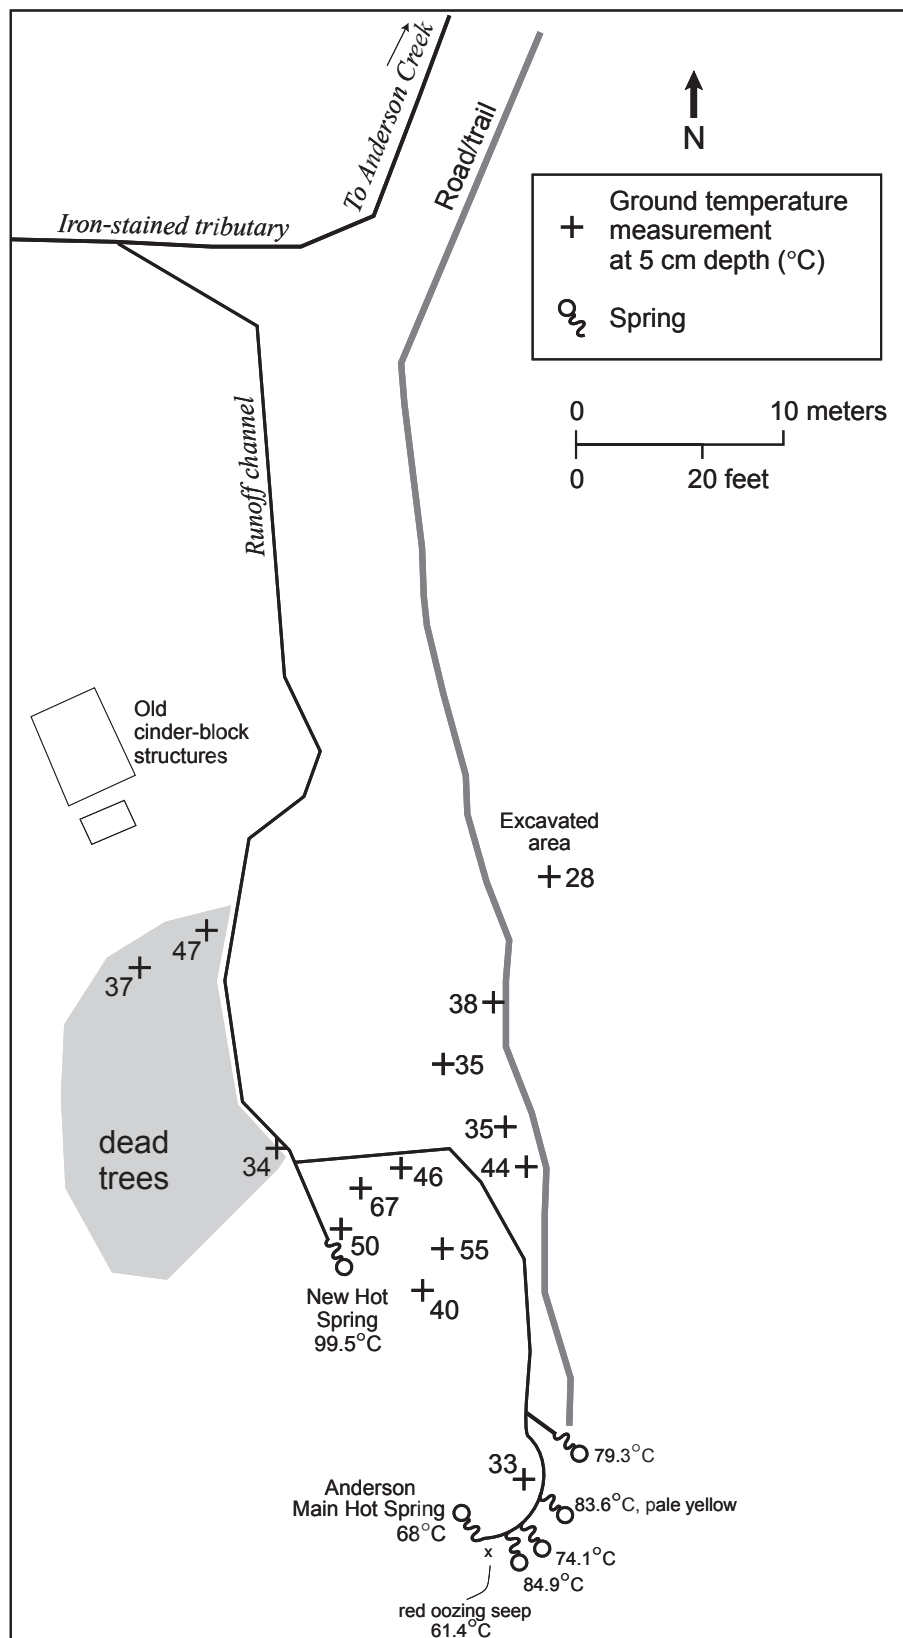 To Anderson Creek
Road/trail
N
Iron-stained tributary
Ground temperature
measurement
at 5 cm depth (°C)
Spring
0
10 meters
0
20 feet
Runoff channel
Old
cinder-block
structures
Excavated
area
28
47
37
38
35
35
dead
trees
34
46
44
67
50
55
New Hot
Spring
99.5°C
40
33
79.3°C
Anderson
Main Hot Spring
68°C
83.6°C, pale yellow
x
74.1°C
84.9°C
red oozing seep
61.4°C